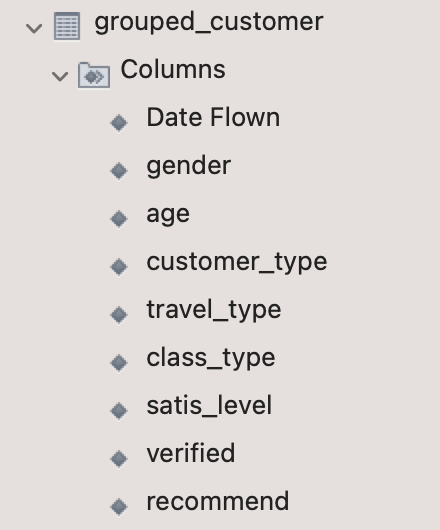 grouped_customer
Columns
Date Flown
gender
age
customer_type
travel_type
class_type
satis_level
verified
recommend